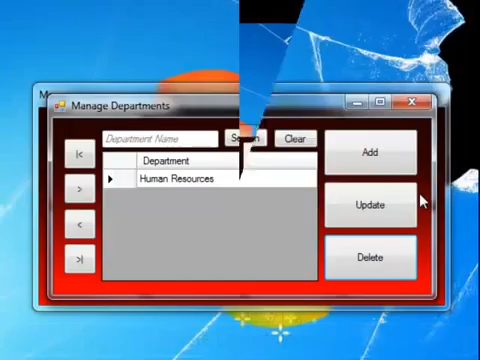 M
Manage Departments
Department Name
Clear
Department
Human Resources
|<
>
<
>|
Add
Update
Delete